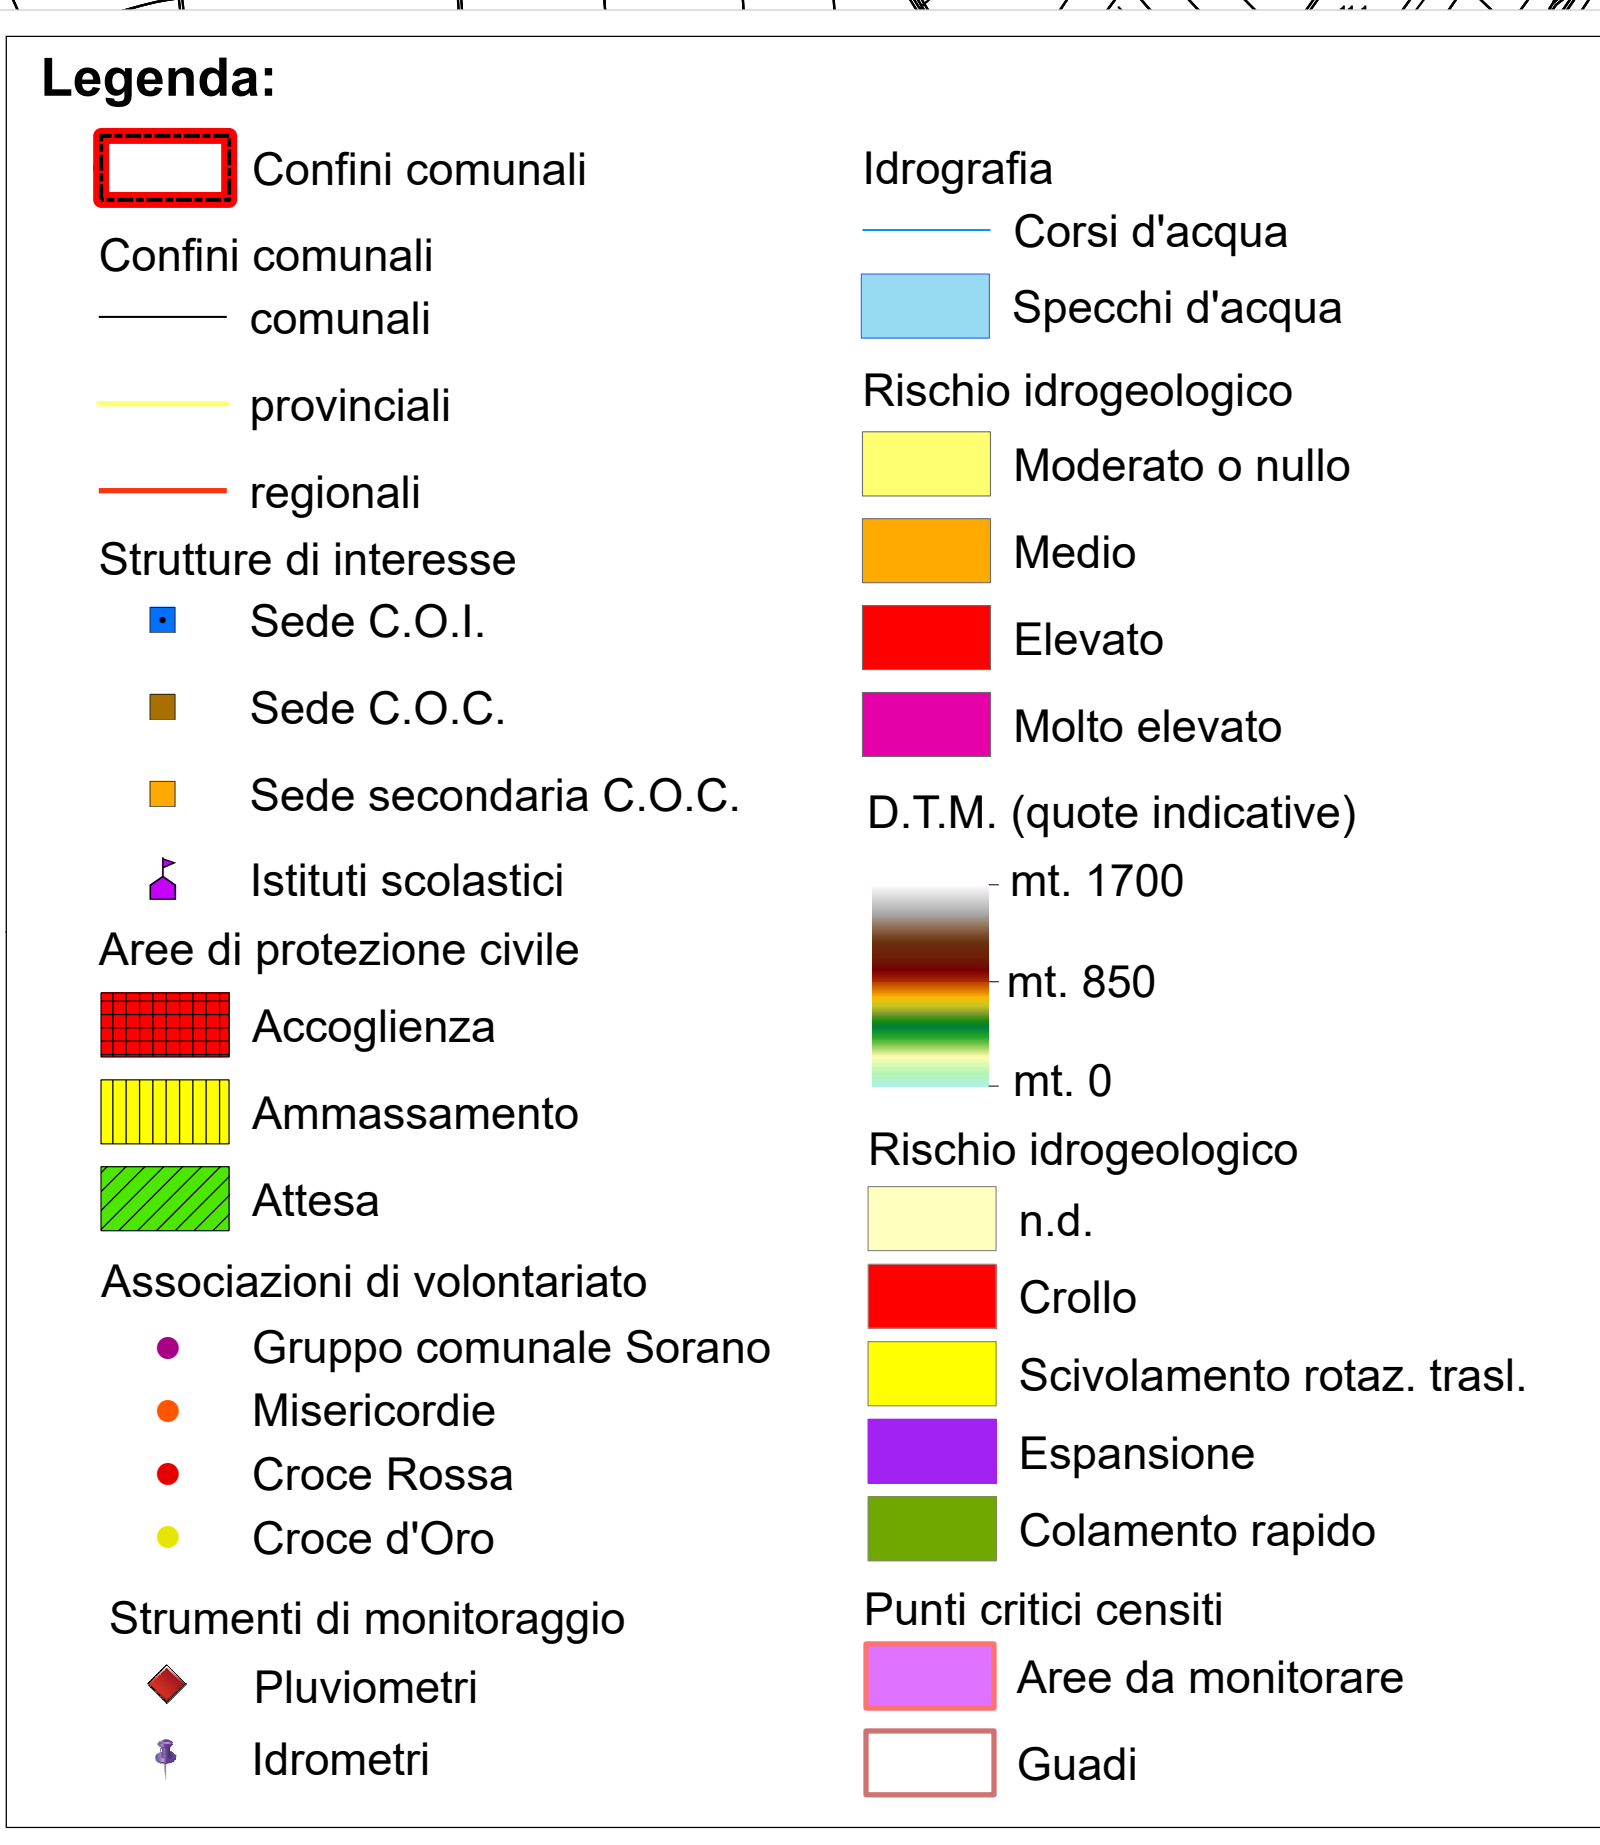 Legenda:
Confini comunali
Confini comunali
comunali
provinciali
regionali
Strutture di interesse
Sede C.O.I.
Sede C.O.C.
Sede secondaria C.O.C.
Istituti scolastici
Aree di protezione civile
Accoglienza
Ammassamento
Attesa
Associazioni di volontariato
Gruppo comunale Sorano
Misericordie
Croce Rossa
Croce d'Oro
Strumenti di monitoraggio
Pluviometri
Idrometri
Idrografia
Corsi d'acqua
Specchi d'acqua
Rischio idrogeologico
Moderato o nullo
Medio
Elevato
Molto elevato
D.T.M. (quote indicative)
mt. 1700
mt. 850
mt. 0
Rischio idrogeologico
n.d.
Crollo
Scivolamento rotaz. trasl.
Espansione
Colamento rapido
Punti critici censiti
Aree da monitorare
Guadi